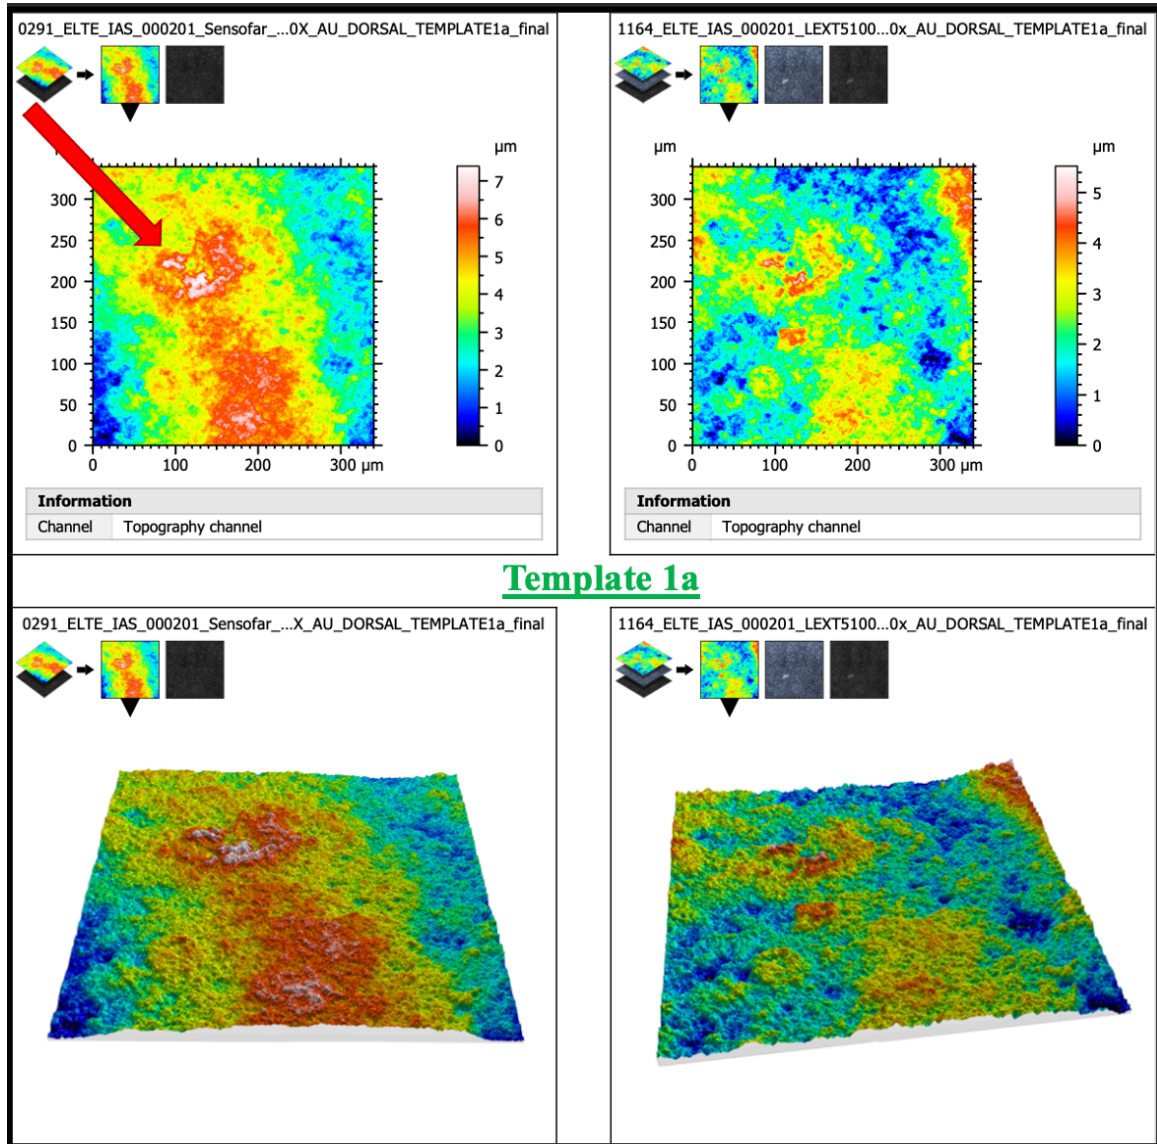 0291_ELTE_IAS_000201_Sensofar_...0X_AU_DORSAL_TEMPLATE1a_final
µm
7
6
5
4
3
2
1
0
300
250
200
150
100
50
0
0 100 200 300 µm
Information
Channel Topography channel
1164_ELTE_IAS_000201_LEXT5100...0x_AU_DORSAL_TEMPLATE1a_final
µm
µm
5
4
3
2
1
0
300
250
200
150
100
50
0
0 100 200 300 µm
Information
Channel Topography channel
Template 1a
0291_ELTE_IAS_000201_Sensofar_...X_AU_DORSAL_TEMPLATE1a_final
1164_ELTE_IAS_000201_LEXT5100...0x_AU_DORSAL_TEMPLATE1a_final